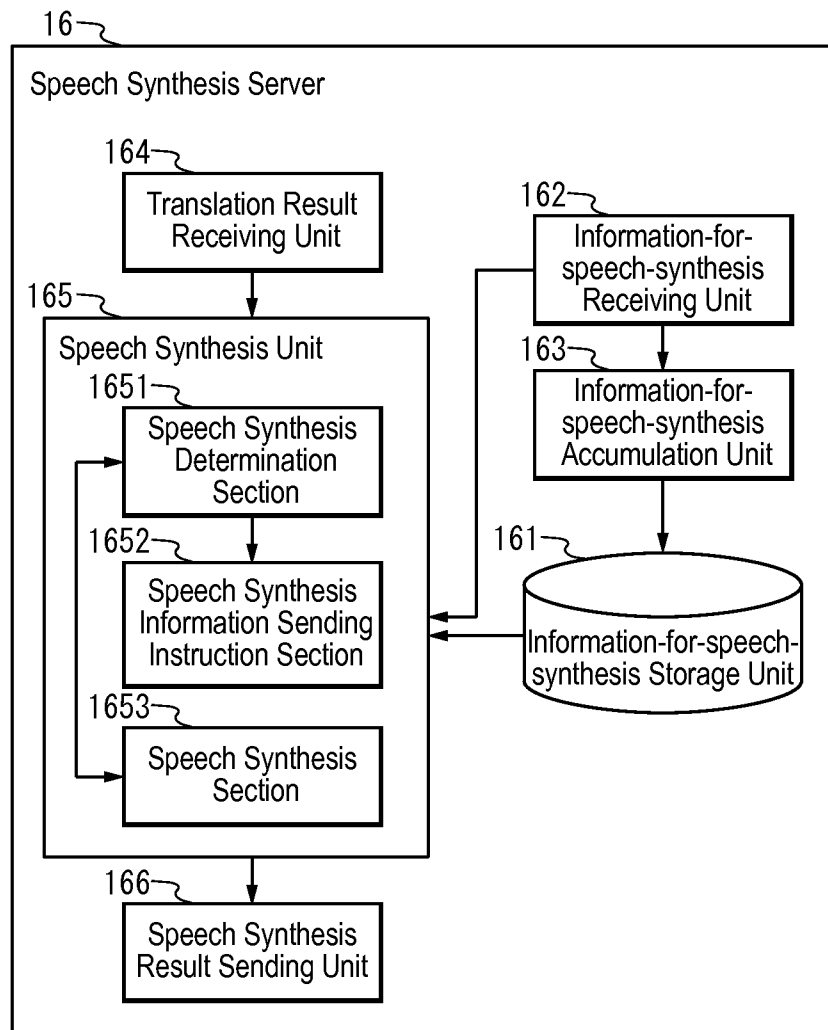 16
Speech Synthesis Server
164
Translation Result
Receiving Unit
165
Speech Synthesis Unit
1651
Speech Synthesis
Determination
Section
1652
Speech Synthesis
Information Sending
Instruction Section
1653
Speech Synthesis
Section
166
Speech Synthesis
Result Sending Unit
162
Information-for-
speech-synthesis
Receiving Unit
163
Information-for-
speech-synthesis
Accumulation Unit
161
Information-for-speech-
synthesis Storage Unit